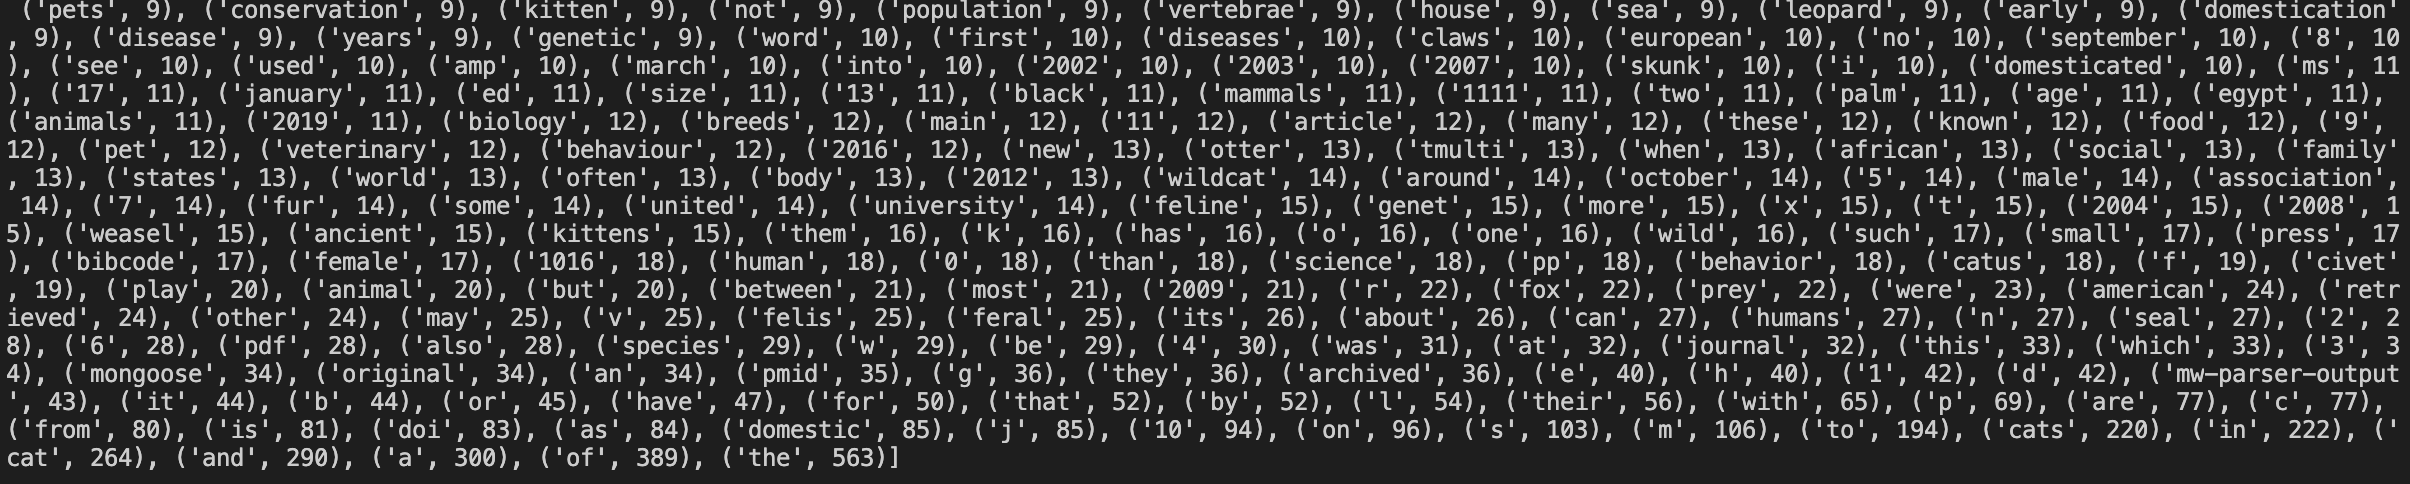 ('pets', 9), ('conservation', 9), ('kitten', 9), ('not', 9), ('population', 9), ('vertebrae', 9), ('house', 9), ('sea', 9), ('leopard', 9), ('early', 9), ('domestication'
, 9), ('disease', 9), ('years', 9), ('genetic', 9), ('word', 10), ('first', 10), ('diseases', 10), ('claws', 10), ('european', 10), ('no', 10), ('september', 10), ('8', 10
), ('see', 10), ('used', 10), ('amp', 10), ('march', 10), ('into', 10), ('2002', 10), ('2003', 10), ('2007', 10), ('skunk', 10), ('i', 10), ('domesticated', 10), ('ms', 11
), ('17', 11), ('january', 11), ('ed', 11), ('size', 11), ('13', 11), ('black', 11), ('mammals', 11), ('1111', 11), ('two', 11), ('palm', 11), ('age', 11), ('egypt', 11),
('animals', 11), ('2019', 11), ('biology', 12), ('breeds', 12), ('main', 12), ('11', 12), ('article', 12), ('many', 12), ('these', 12), ('known', 12), ('food', 12), ('9',
12), ('pet', 12), ('veterinary', 12), ('behaviour', 12), ('2016', 12), ('new', 13), ('otter', 13), ('tmulti', 13), ('when', 13), ('african', 13), ('social', 13), ('family'
, 13), ('states', 13), ('world', 13), ('often', 13), ('body', 13), ('2012', 13), ('wildcat', 14), ('around', 14), ('october', 14), ('5', 14), ('male', 14), ('association',
14), ('7', 14), ('fur', 14), ('some', 14), ('united', 14), ('university', 14), ('feline', 15), ('genet', 15), ('more', 15), ('x', 15), ('t', 15), ('2004', 15), ('2008', 1
5), ('weasel', 15), ('ancient', 15), ('kittens', 15), ('them', 16), ('k', 16), ('has', 16), ('o', 16), ('one', 16), ('wild', 16), ('such', 17), ('small', 17), ('press', 17
), ('bibcode', 17), ('female', 17), ('1016', 18), ('human', 18), ('0', 18), ('than', 18), ('science', 18), ('pp', 18), ('behavior', 18), ('catus', 18), ('f', 19), ('civet'
, 19), ('play', 20), ('animal', 20), ('but', 20), ('between', 21), ('most', 21), ('2009', 21), ('r', 22), ('fox', 22), ('prey', 22), ('were', 23), ('american', 24), ('retr
ieved', 24), ('other', 24), ('may', 25), ('v', 25), ('felis', 25), ('feral', 25), ('its', 26), ('about', 26), ('can', 27), ('humans', 27), ('n', 27), ('seal', 27), ('2', 2
8), ('6', 28), ('pdf', 28), ('also', 28), ('species', 29), ('w', 29), ('be', 29), ('4', 30), ('was', 31), ('at', 32), ('journal', 32), ('this', 33), ('which', 33), ('3', 3
4), ('mongoose', 34), ('original', 34), ('an', 34), ('pmid', 35), ('g', 36), ('they', 36), ('archived', 36), ('e', 40), ('h', 40), ('1', 42), ('d', 42), ('mw-parser-output
', 43), ('it', 44), ('b', 44), ('or', 45), ('have', 47), ('for', 50), ('that', 52), ('by', 52), ('l', 54), ('their', 56), ('with', 65), ('p', 69), ('are', 77), ('c', 77),
('from', 80), ('is', 81), ('doi', 83), ('as', 84), ('domestic', 85), ('j', 85), ('10', 94), ('on', 96), ('s', 103), ('m', 106), ('to', 194), ('cats', 220), ('in', 222), ('
cat', 264), ('and', 290), ('a', 300), ('of', 389), ('the', 563)]